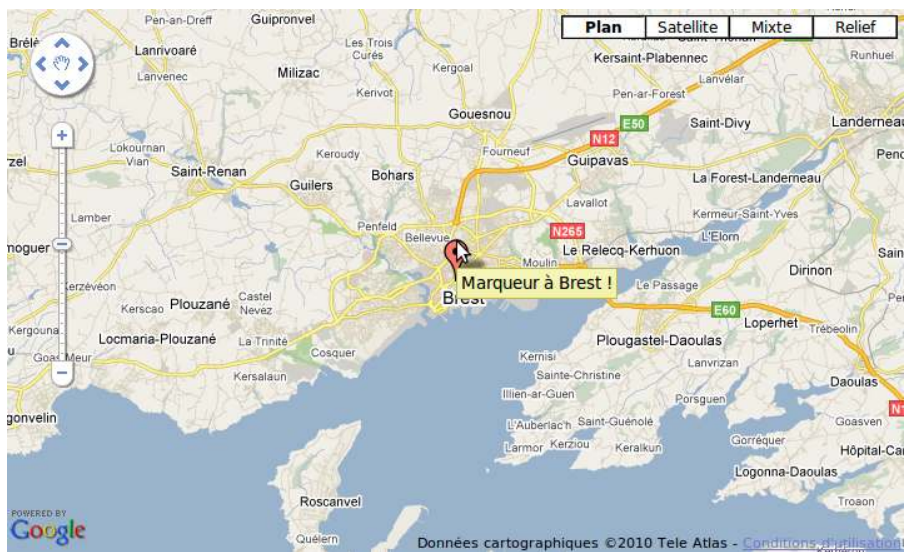 Plan Satellite Mixte Relief
Pen-an-Dreff
Guipronvel
Lanrivoaré
Les Trois
Curés
Kersaint-Plabennec
Runhuel
Lanvenec
Milizac
Kergoal
Lanvélar
Kerivot
Pen-ar-Forest
Gouesnou
E50
Saint-Divy
Landerneau
N12
Lokournan
Vian
Keroudy
Fourneuf
Guipavas
Saint-Renan
Bohars
La Forest-Landerneau
Guilers
Lavallot
Lamber
Penfeld
Kermeur-Saint-Yves
Bellevue
N265
L'Elorn
Le Relecq-Kerhuon
Moulin
Dirinon
Marqueur à Brest !
Le Passage
Brest
Castel
Nevez
Kerscao
Plouzané
E60
Loperhet
Trébeolin
Locmaria-Plouzané
La Trinité
Plougastel-Daoulas
Cosquer
Kernisi
Lanvrizan
Kersalaun
Sainte-Christine
Daoulas
Illien-ar-Guen
Porsguen
L'Auberlac'h
Saint-Guénolé
Goasven
Larmor
Kerziou
Keralkun
Gorréquer
Logonna-Daoulas
Roscanvel
Troaon
POWERED BY
Google
Quélern
Données cartographiques ©2010 Tele Atlas - Conditions d'utilisation